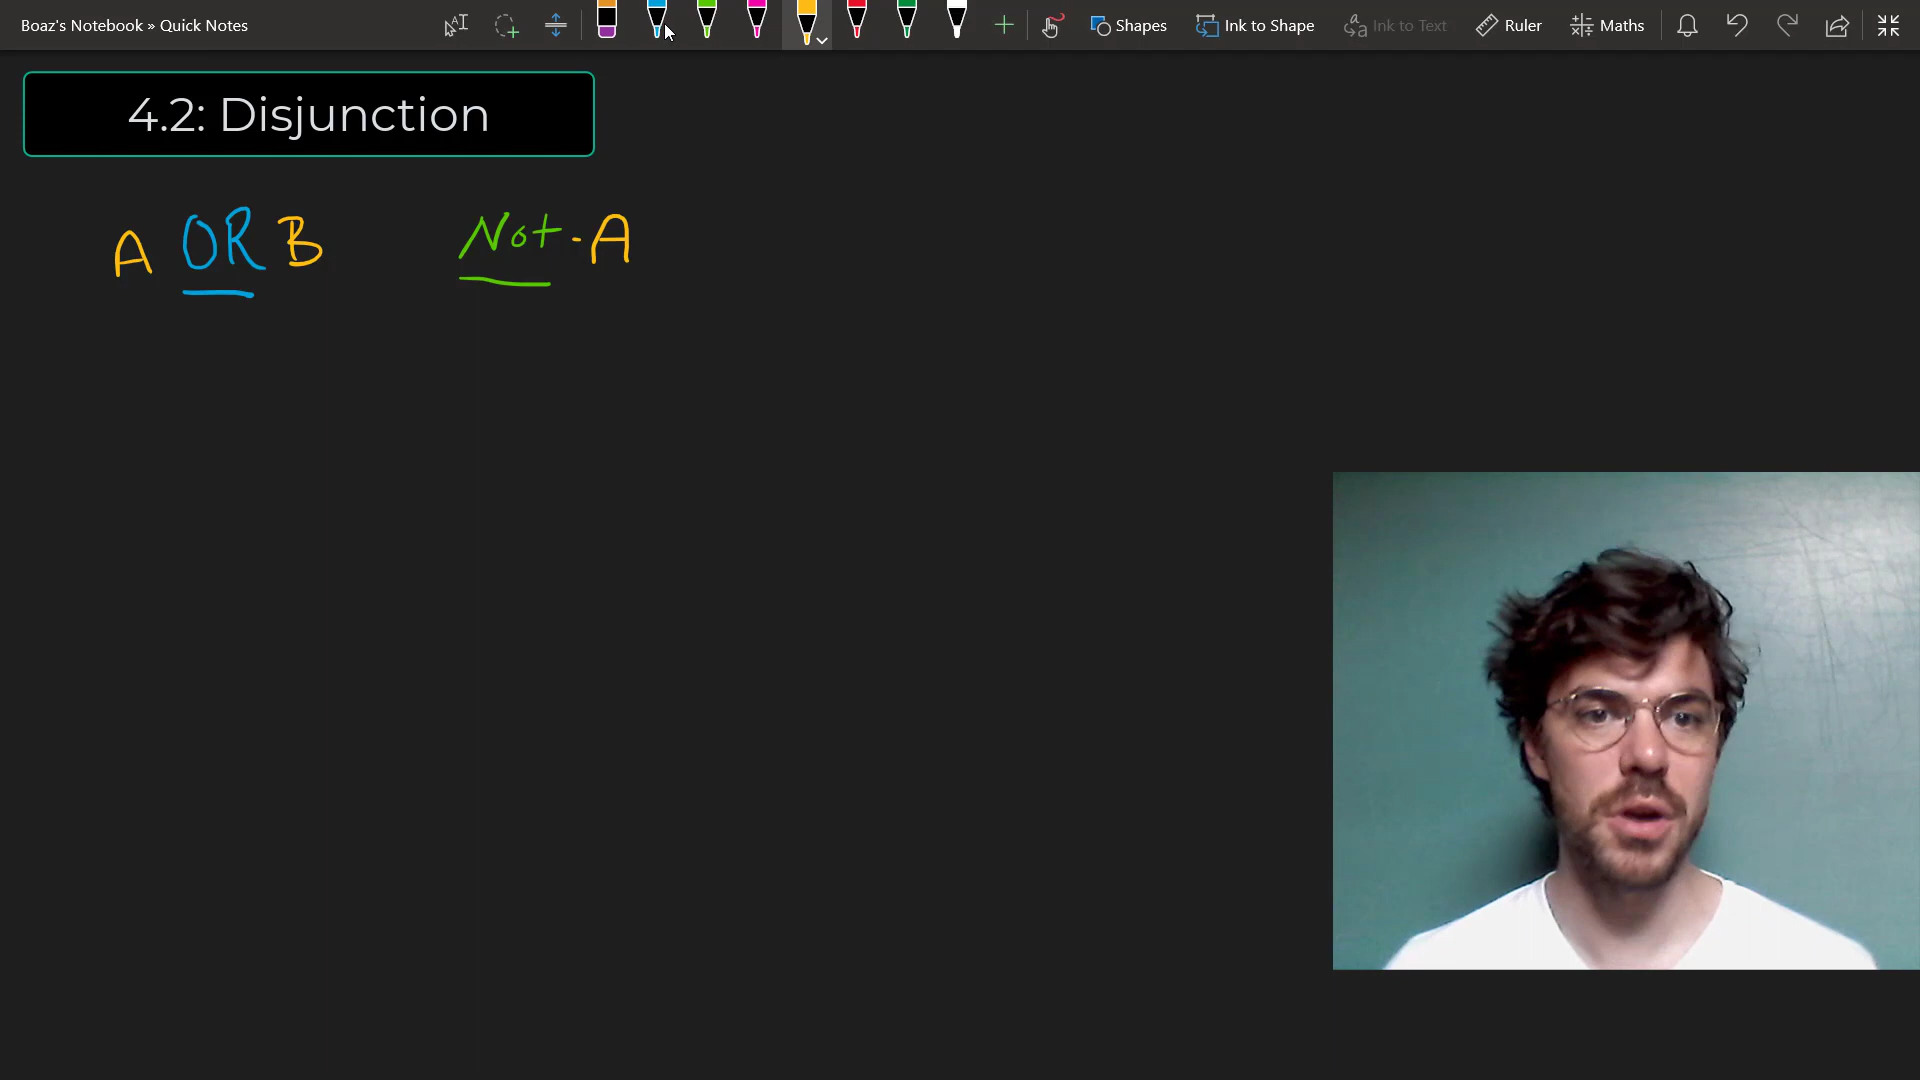 Boaz's Notebook » Quick Notes Shapes Ink to Shape Ink to Text Ruler Maths
4.2: Disjunction
A OR B Not-A